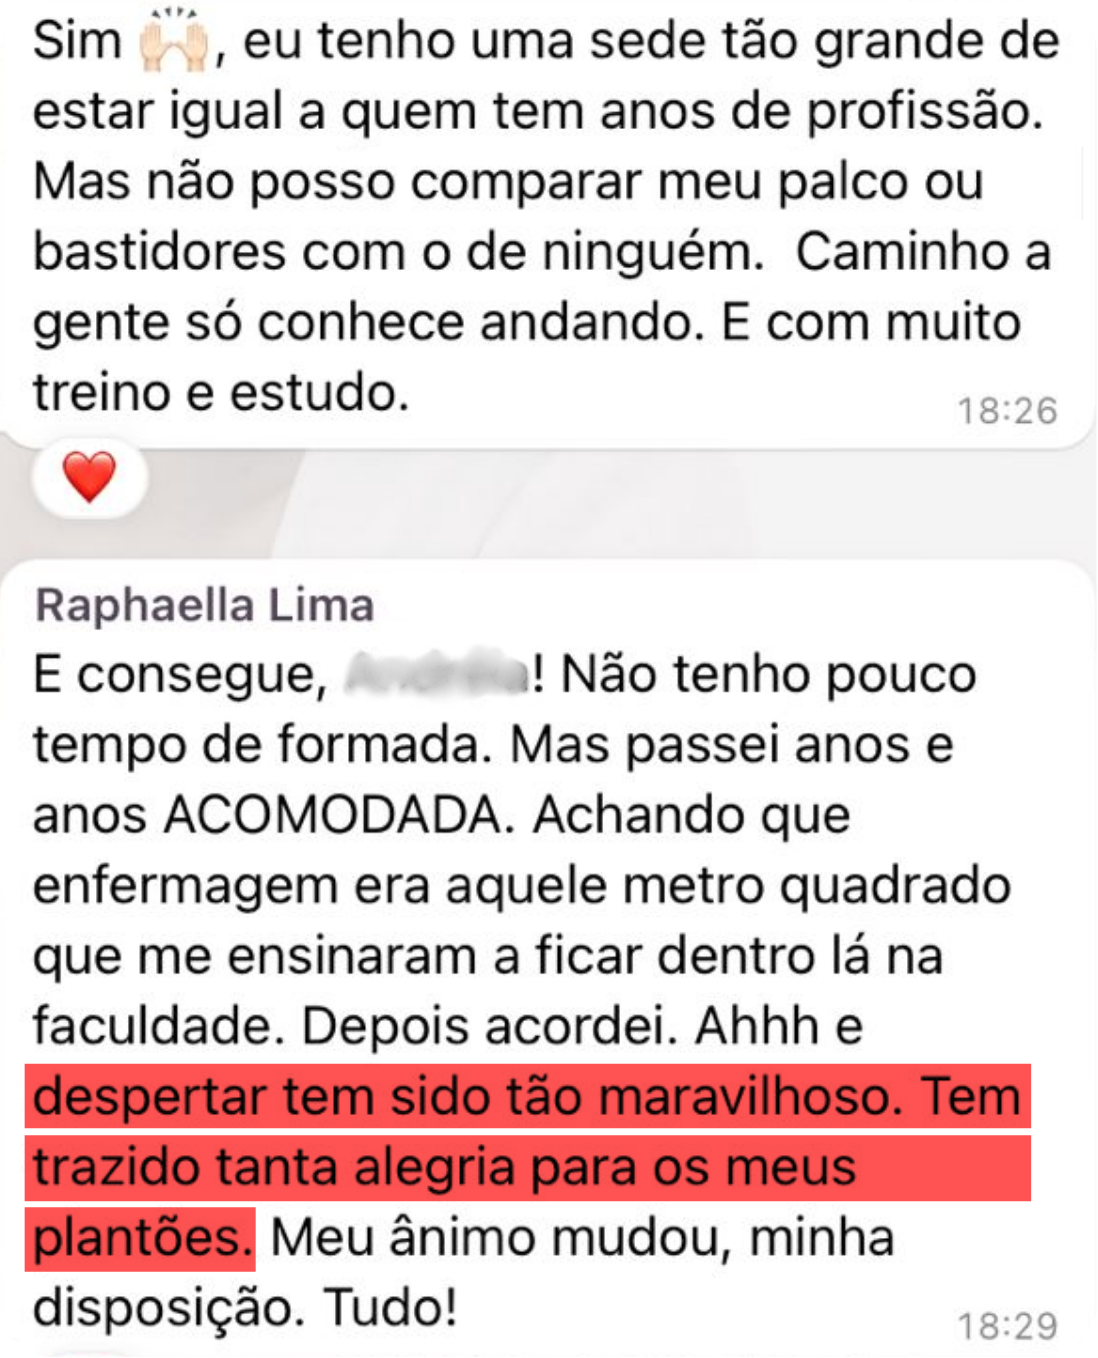 Sim 🙌🏻, eu tenho uma sede tão grande de
estar igual a quem tem anos de profissão.
Mas não posso comparar meu palco ou
bastidores com o de ninguém.  Caminho a
gente só conhece andando. E com muito
treino e estudo.
18:26
❤️
Raphaella Lima
E consegue, ! Não tenho pouco
tempo de formada. Mas passei anos e
anos ACOMODADA. Achando que
enfermagem era aquele metro quadrado
que me ensinaram a ficar dentro lá na
faculdade. Depois acordei. Ahhh e
despertar tem sido tão maravilhoso. Tem
trazido tanta alegria para os meus
plantões. Meu ânimo mudou, minha
disposição. Tudo!
18:29